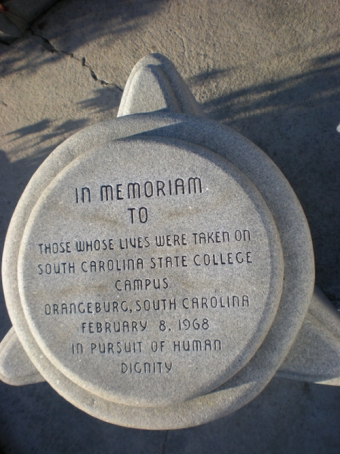 IN MEMORIAM
TO
THOSE WHOSE LIVES WERE TAKEN ON
SOUTH CAROLINA STATE COLLEGE
CAMPUS
ORANGEBURG, SOUTH CAROLINA
FEBRUARY 8, 1968
IN PURSUIT OF HUMAN
DIGNITY